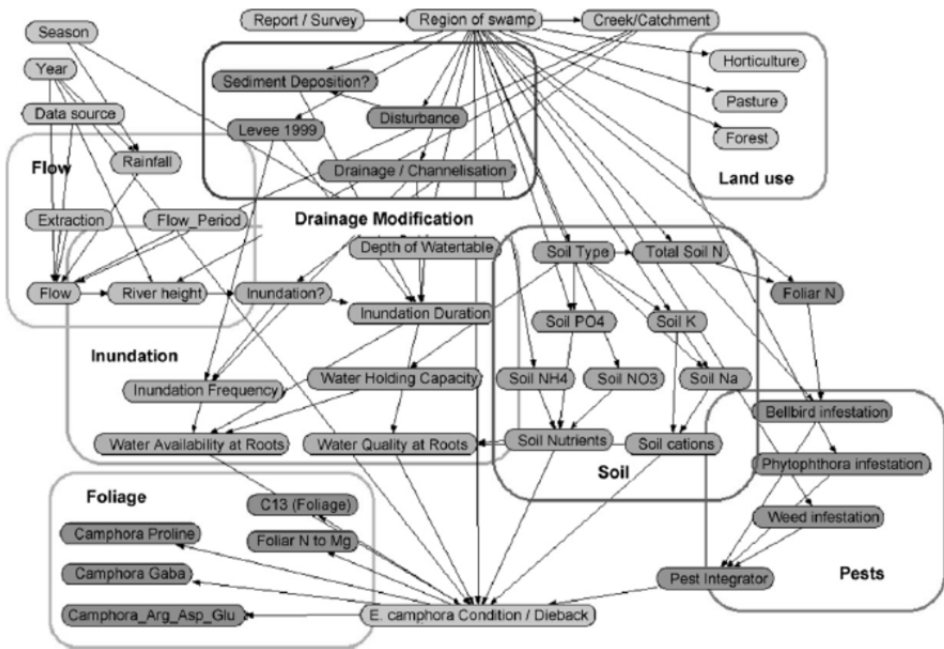 Report / Survey
Region of swamp
Creek/Catchment
Season
Year
Data source
Sediment Deposition?
Disturbance
Levee 1999
Drainage / Channelisation
Drainage Modification
Horticulture
Pasture
Forest
Land use
Flow
Rainfall
Extraction
Flow_Period
Flow
River height
Inundation?
Depth of Watertable
Inundation Duration
Inundation
Inundation Frequency
Water Holding Capacity
Water Availability at Roots
Water Quality at Roots
Soil Type
Total Soil N
Foliar N
Soil PO4
Soil K
Soil NH4
Soil NO3
Soil Na
Soil Nutrients
Soil cations
Soil
Bellbird infestation
Phytophthora infestation
Weed infestation
Pest Integrator
Pests
Foliage
C13 (Foliage)
Camphora Proline
Foliar N to Mg
Camphora Gaba
Camphora_Arg_Asp_Glu
E. camphora Condition / Dieback